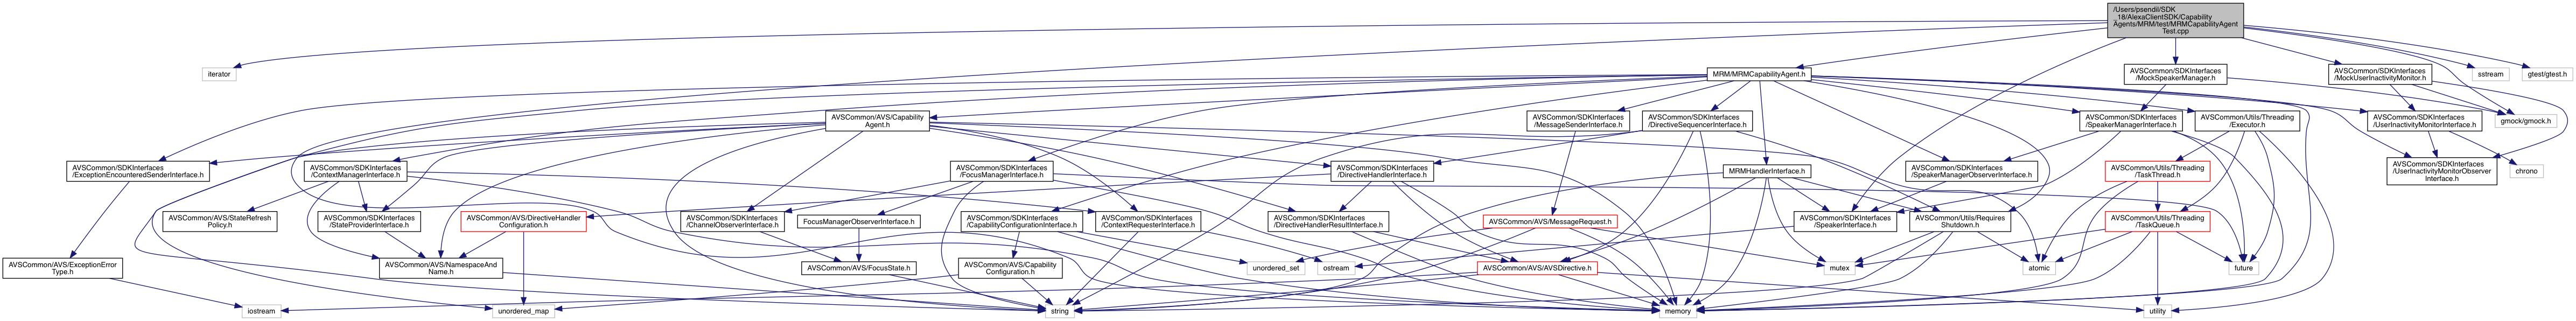 /Users/psendil/SDK
_18/AlexaClientSDK/Capability
Agents/MRM/test/MRMCapabilityAgent
Test.cpp
iterator
MRM/MRMCapabilityAgent.h
AVSCommon/SDKInterfaces
/MockSpeakerManager.h
AVSCommon/SDKInterfaces
/MockUserInactivityMonitor.h
sstream
gtest/gtest.h
AVSCommon/AVS/Capability
Agent.h
AVSCommon/SDKInterfaces
/MessageSenderInterface.h
AVSCommon/SDKInterfaces
/DirectiveSequencerInterface.h
AVSCommon/SDKInterfaces
/SpeakerManagerInterface.h
AVSCommon/Utils/Threading
/Executor.h
AVSCommon/SDKInterfaces
/UserInactivityMonitorInterface.h
gmock/gmock.h
AVSCommon/SDKInterfaces
/ExceptionEncounteredSenderInterface.h
AVSCommon/SDKInterfaces
/ContextManagerInterface.h
AVSCommon/SDKInterfaces
/FocusManagerInterface.h
AVSCommon/SDKInterfaces
/DirectiveHandlerInterface.h
MRMHandlerInterface.h
AVSCommon/SDKInterfaces
/SpeakerManagerObserverInterface.h
AVSCommon/Utils/Threading
/TaskThread.h
chrono
AVSCommon/SDKInterfaces
/UserInactivityMonitorObserver
Interface.h
AVSCommon/AVS/StateRefresh
Policy.h
AVSCommon/SDKInterfaces
/StateProviderInterface.h
AVSCommon/AVS/DirectiveHandler
Configuration.h
AVSCommon/SDKInterfaces
/ChannelObserverInterface.h
FocusManagerObserverInterface.h
AVSCommon/SDKInterfaces
/CapabilityConfigurationInterface.h
AVSCommon/SDKInterfaces
/ContextRequesterInterface.h
AVSCommon/SDKInterfaces
/DirectiveHandlerResultInterface.h
AVSCommon/AVS/MessageRequest.h
AVSCommon/SDKInterfaces
/SpeakerInterface.h
AVSCommon/Utils/Requires
Shutdown.h
AVSCommon/Utils/Threading
/TaskQueue.h
AVSCommon/AVS/ExceptionError
Type.h
AVSCommon/AVS/NamespaceAnd
Name.h
AVSCommon/AVS/FocusState.h
AVSCommon/AVS/Capability
Configuration.h
unordered_set
ostream
AVSCommon/AVS/AVSDirective.h
mutex
atomic
future
iostream
unordered_map
string
memory
utility